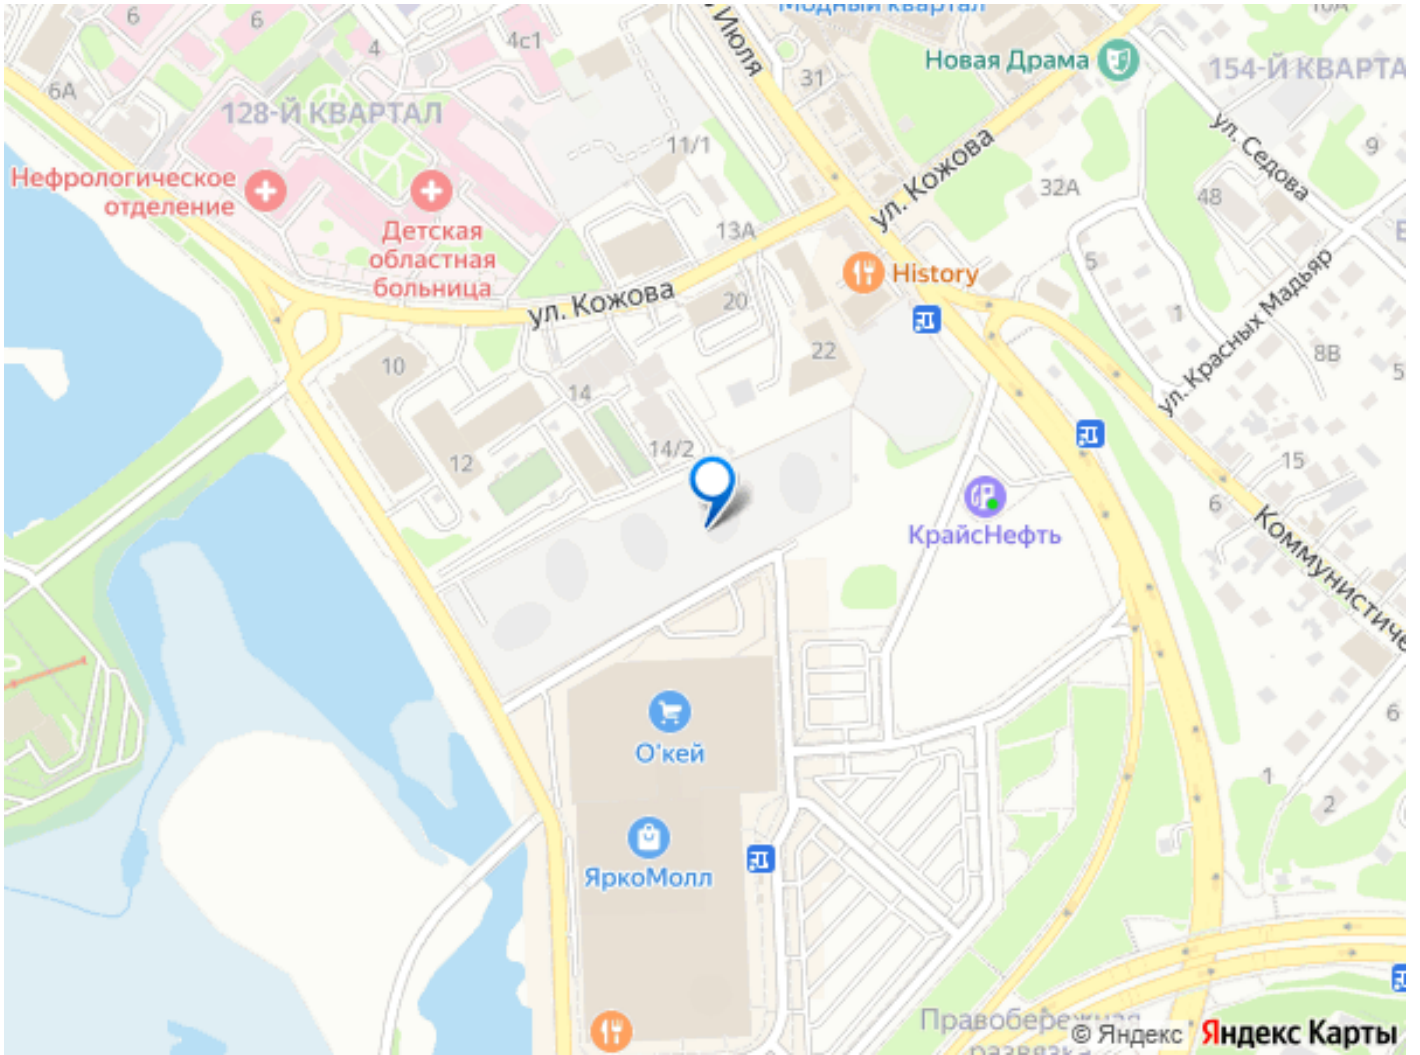 Модный квартал
6
6
4
4с1
Июля
31
Новая Драма
154-Й КВАРТА
6А
128-Й КВАРТАЛ
11/1
ул. Седова
9
Нефрологическое
отделение
Детская
областная
больница
13А
ул. Кожова
32А
48
ул. Кожова
History
5
ул. Красных Мадьяр
20
1
22
8В
5
10
14
12
14/2
15
6
КрайсНефть
Коммунистиче
О'кей
6
1
2
ЯркоМолл
Правобережная
развязка
© Яндекс
Яндекс Карты